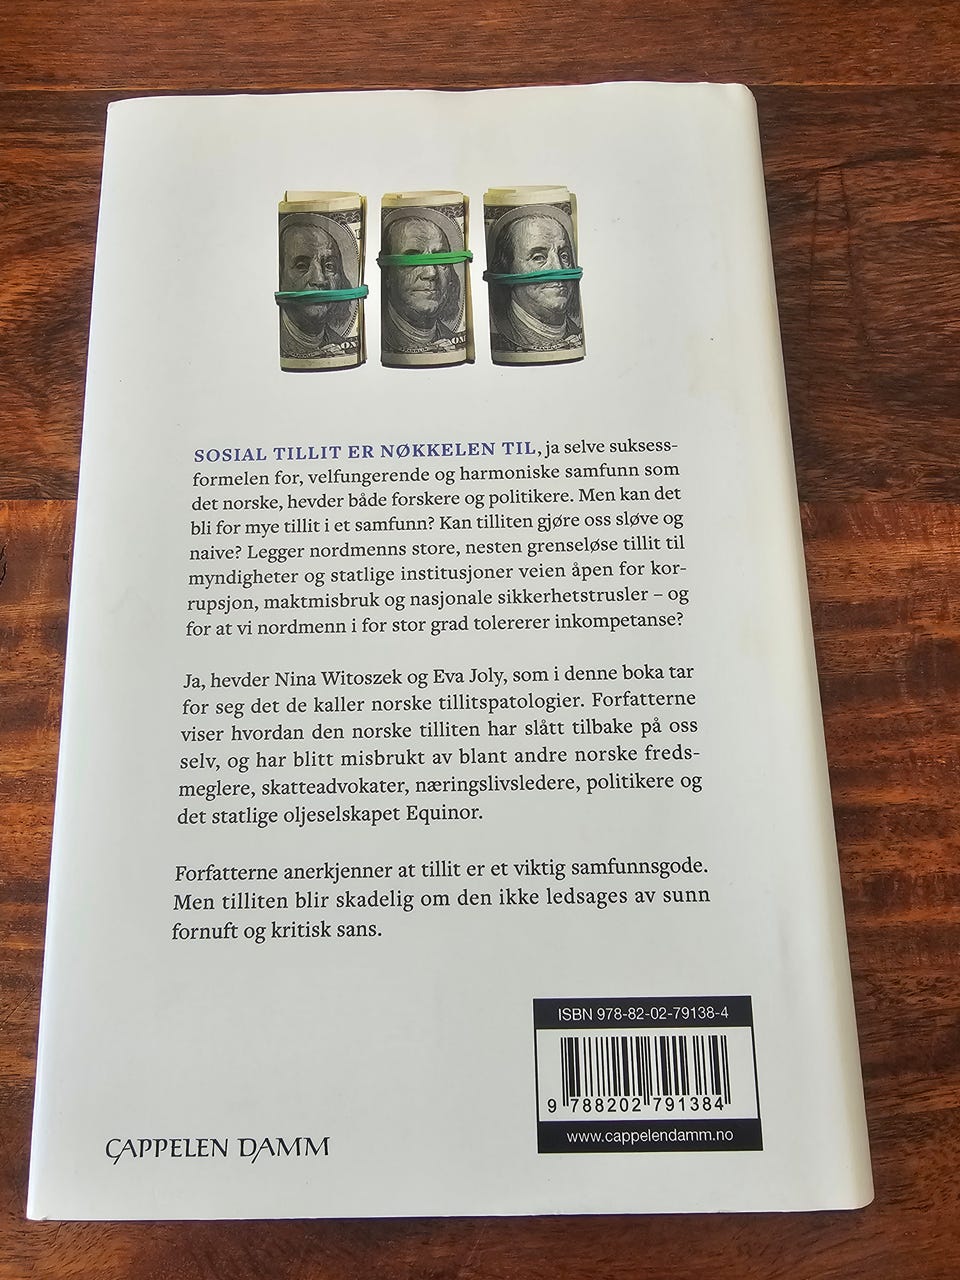 SOSIAL TILLIT ER NØKKELEN TIL, ja selve suksess-
formelen for, velfungerende og harmoniske samfunn som
det norske, hevder både forskere og politikere. Men kan det
bli for mye tillit i et samfunn? Kan tilliten gjøre oss sløve og
naive? Legger nordmenns store, nesten grenseløse tillit til
myndigheter og statlige institusjoner veien åpen for kor-
rupsjon, maktmisbruk og nasjonale sikkerhetstrusler – og
for at vi nordmenn i for stor grad tolererer inkompetanse?
Ja, hevder Nina Witoszek og Eva Joly, som i denne boka tar
for seg det de kaller norske tillitspatologier. Forfatterne
viser hvordan den norske tilliten har slått tilbake på oss
selv, og har blitt misbrukt av blant andre norske freds-
meglere, skatteadvokater, næringslivsledere, politikere og
det statlige oljeselskapet Equinor.
Forfatterne anerkjenner at tillit er et viktig samfunnsgode.
Men tilliten blir skadelig om den ikke ledsages av sunn
fornuft og kritisk sans.
ISBN 978-82-02-79138-4
9 788202 791384
www.cappelendamm.no
CAPPELEN DAMM